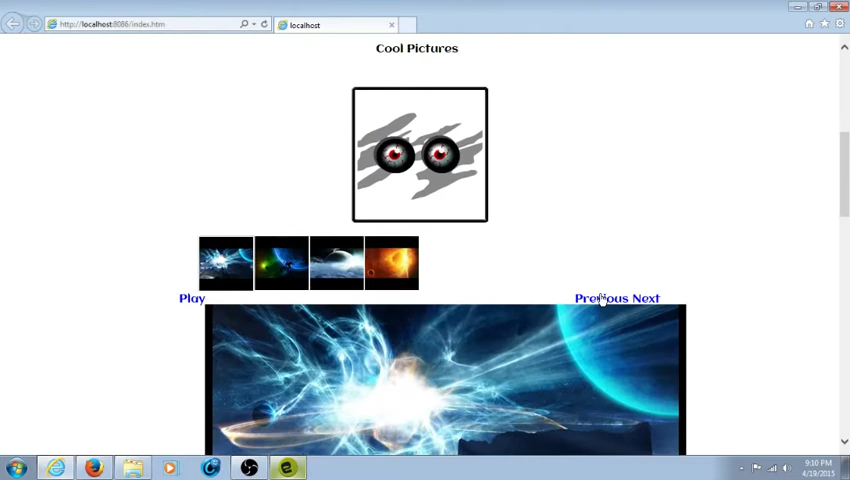 http://localhost:8086/index.htm
localhost
Cool Pictures
Play
Previous Next
9:10 PM
4/19/2015